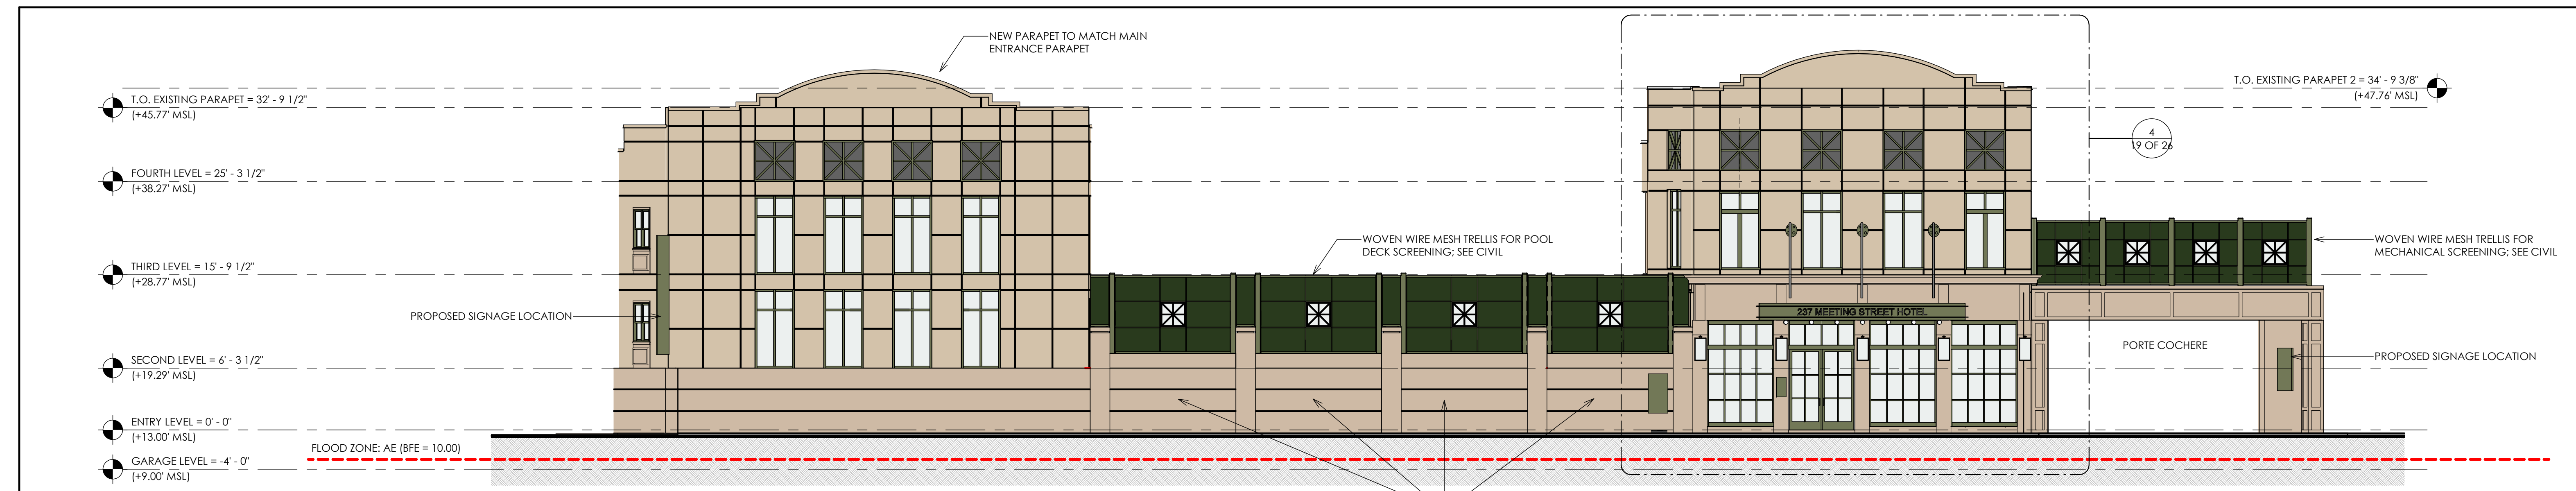 NEW PARAPET TO MATCH MAIN
ENTRANCE PARAPET
T.O. EXISTING PARAPET = 32' - 9 1/2"
(+45.77' MSL)
T.O. EXISTING PARAPET 2 = 34' - 9 3/8"
(+47.76' MSL)
4
19 OF 26
FOURTH LEVEL = 25' - 3 1/2"
(+38.27' MSL)
WOVEN WIRE MESH TRELLIS FOR POOL
DECK SCREENING; SEE CIVIL
WOVEN WIRE MESH TRELLIS FOR
MECHANICAL SCREENING; SEE CIVIL
THIRD LEVEL = 15' - 9 1/2"
(+28.77' MSL)
PROPOSED SIGNAGE LOCATION
237 MEETING STREET HOTEL
PORTE COCHERE
PROPOSED SIGNAGE LOCATION
SECOND LEVEL = 6' - 3 1/2"
(+19.29' MSL)
ENTRY LEVEL = 0' - 0"
(+13.00' MSL)
FLOOD ZONE: AE (BFE = 10.00)
GARAGE LEVEL = -4' - 0"
(+9.00' MSL)